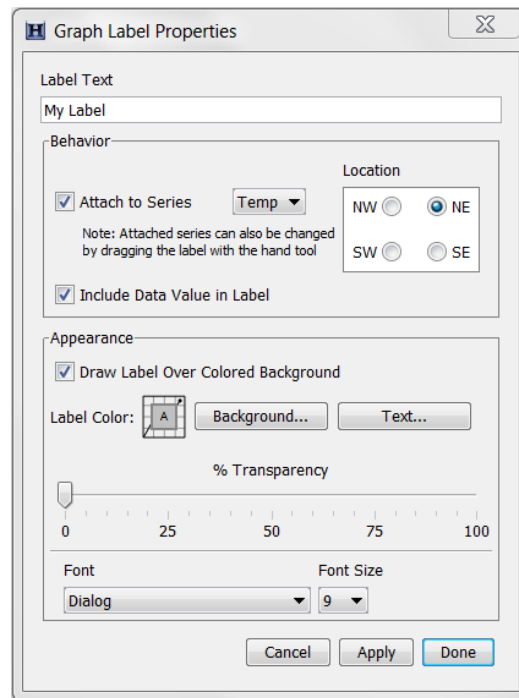 H Graph Label Properties
Label Text
My Label
Behavior
Location
Attach to Series Temp
NW NE
Note: Attached series can also be changed
by dragging the label with the hand tool
SW SE
Include Data Value in Label
Appearance
Draw Label Over Colored Background
Label Color: A Background... Text...
% Transparency
0 25 50 75 100
Font Font Size
Dialog 9
Cancel Apply Done